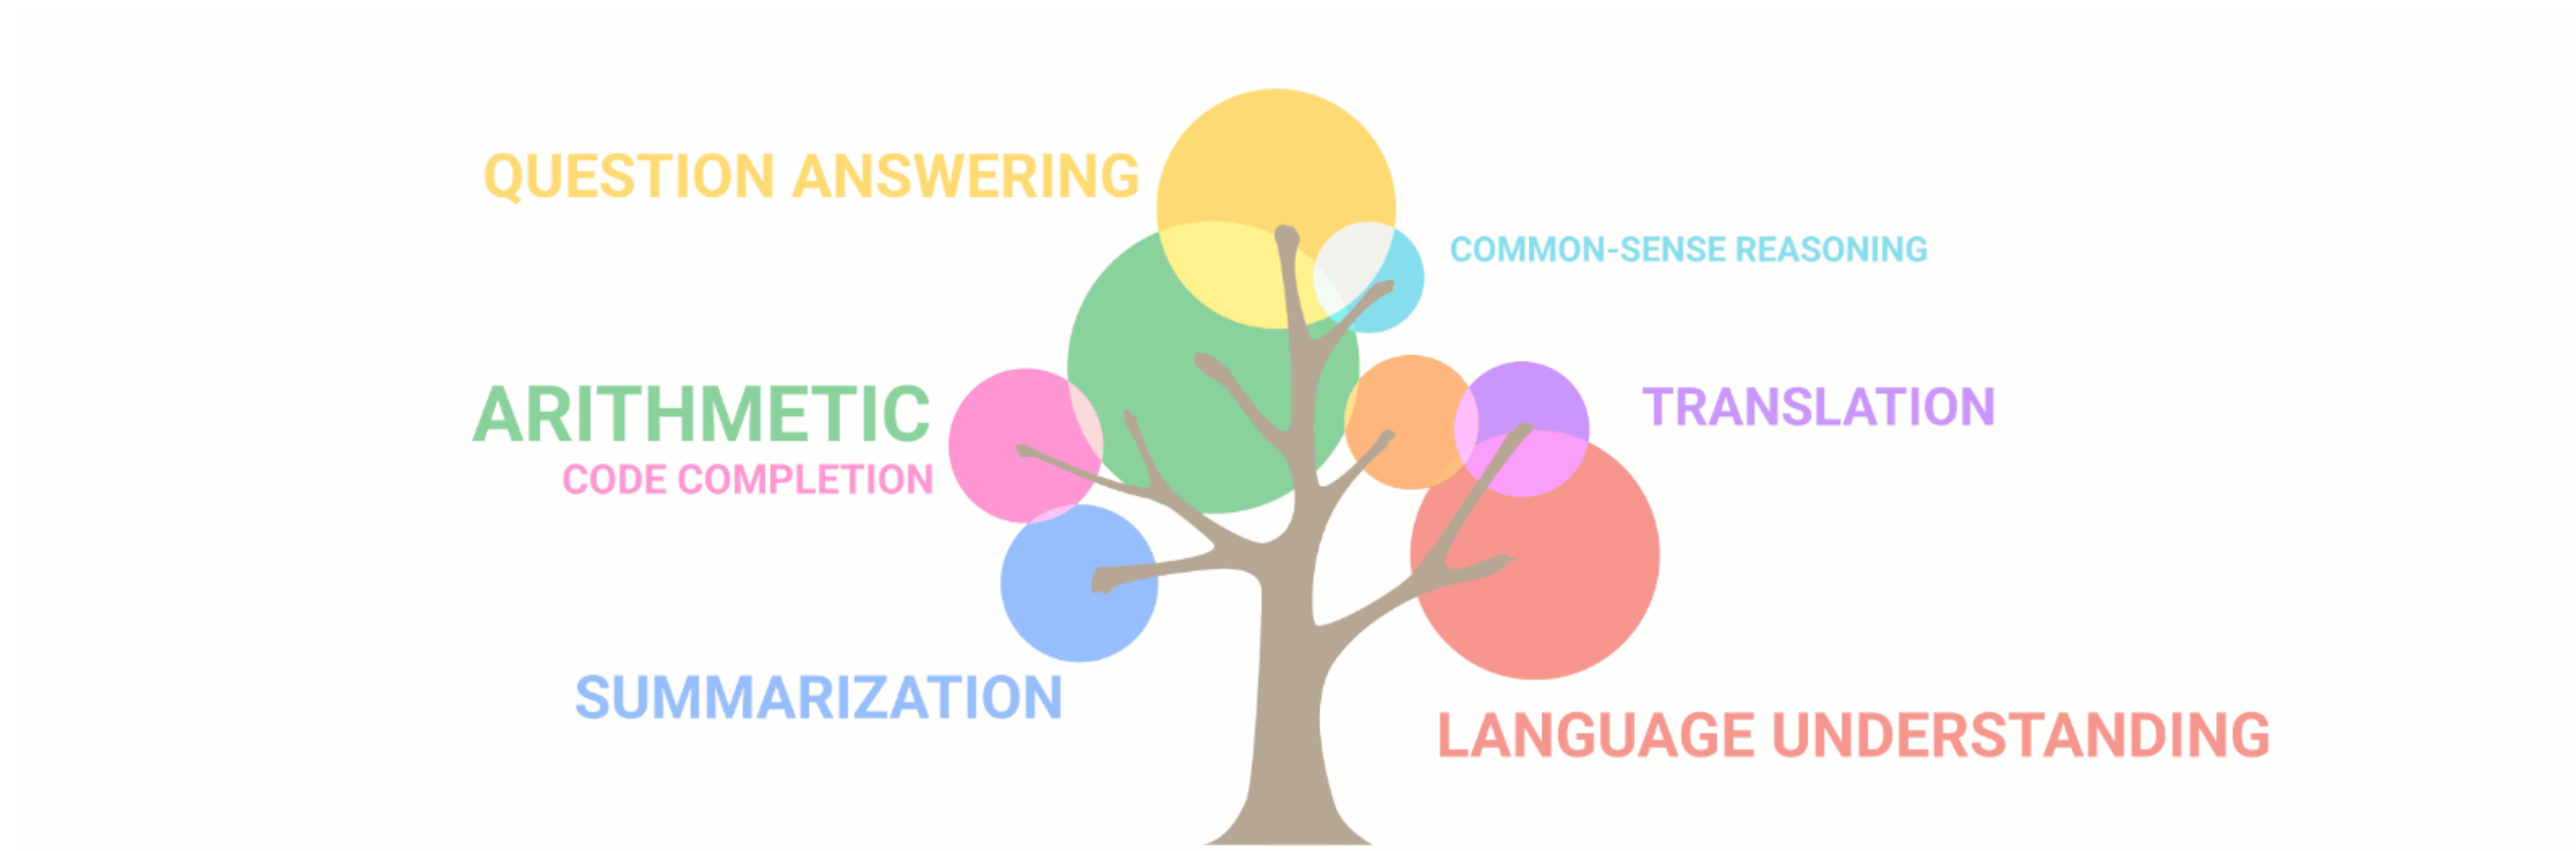 QUESTION ANSWERING
COMMON-SENSE REASONING
ARITHMETIC
CODE COMPLETION
TRANSLATION
SUMMARIZATION
LANGUAGE UNDERSTANDING